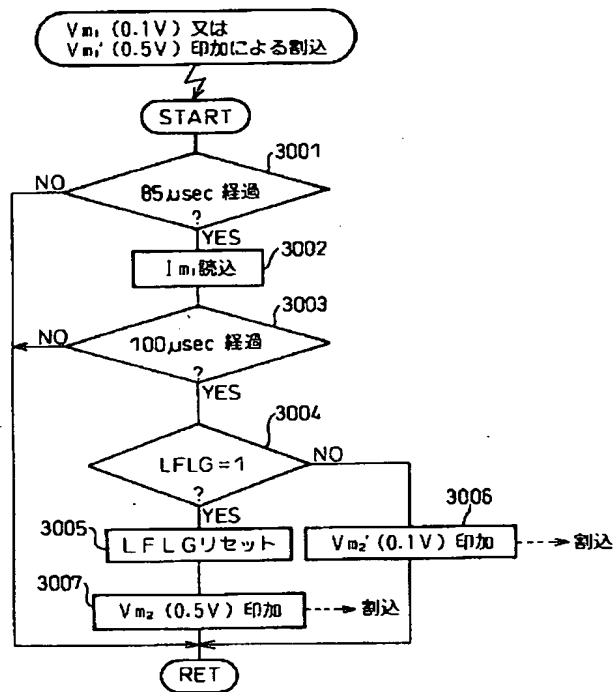 Vm₁ (0.1V) 又は
Vm₁' (0.5V) 印加による割込
START
3001
NO
85μsec 経過
?
YES
3002
Im₁読込
3003
NO
100μsec 経過
?
YES
3004
LFLG=1
NO
?
YES
3005
LFLGリセット
3006
Vm₂' (0.1V) 印加
割込
3007
Vm₂ (0.5V) 印加
割込
RET